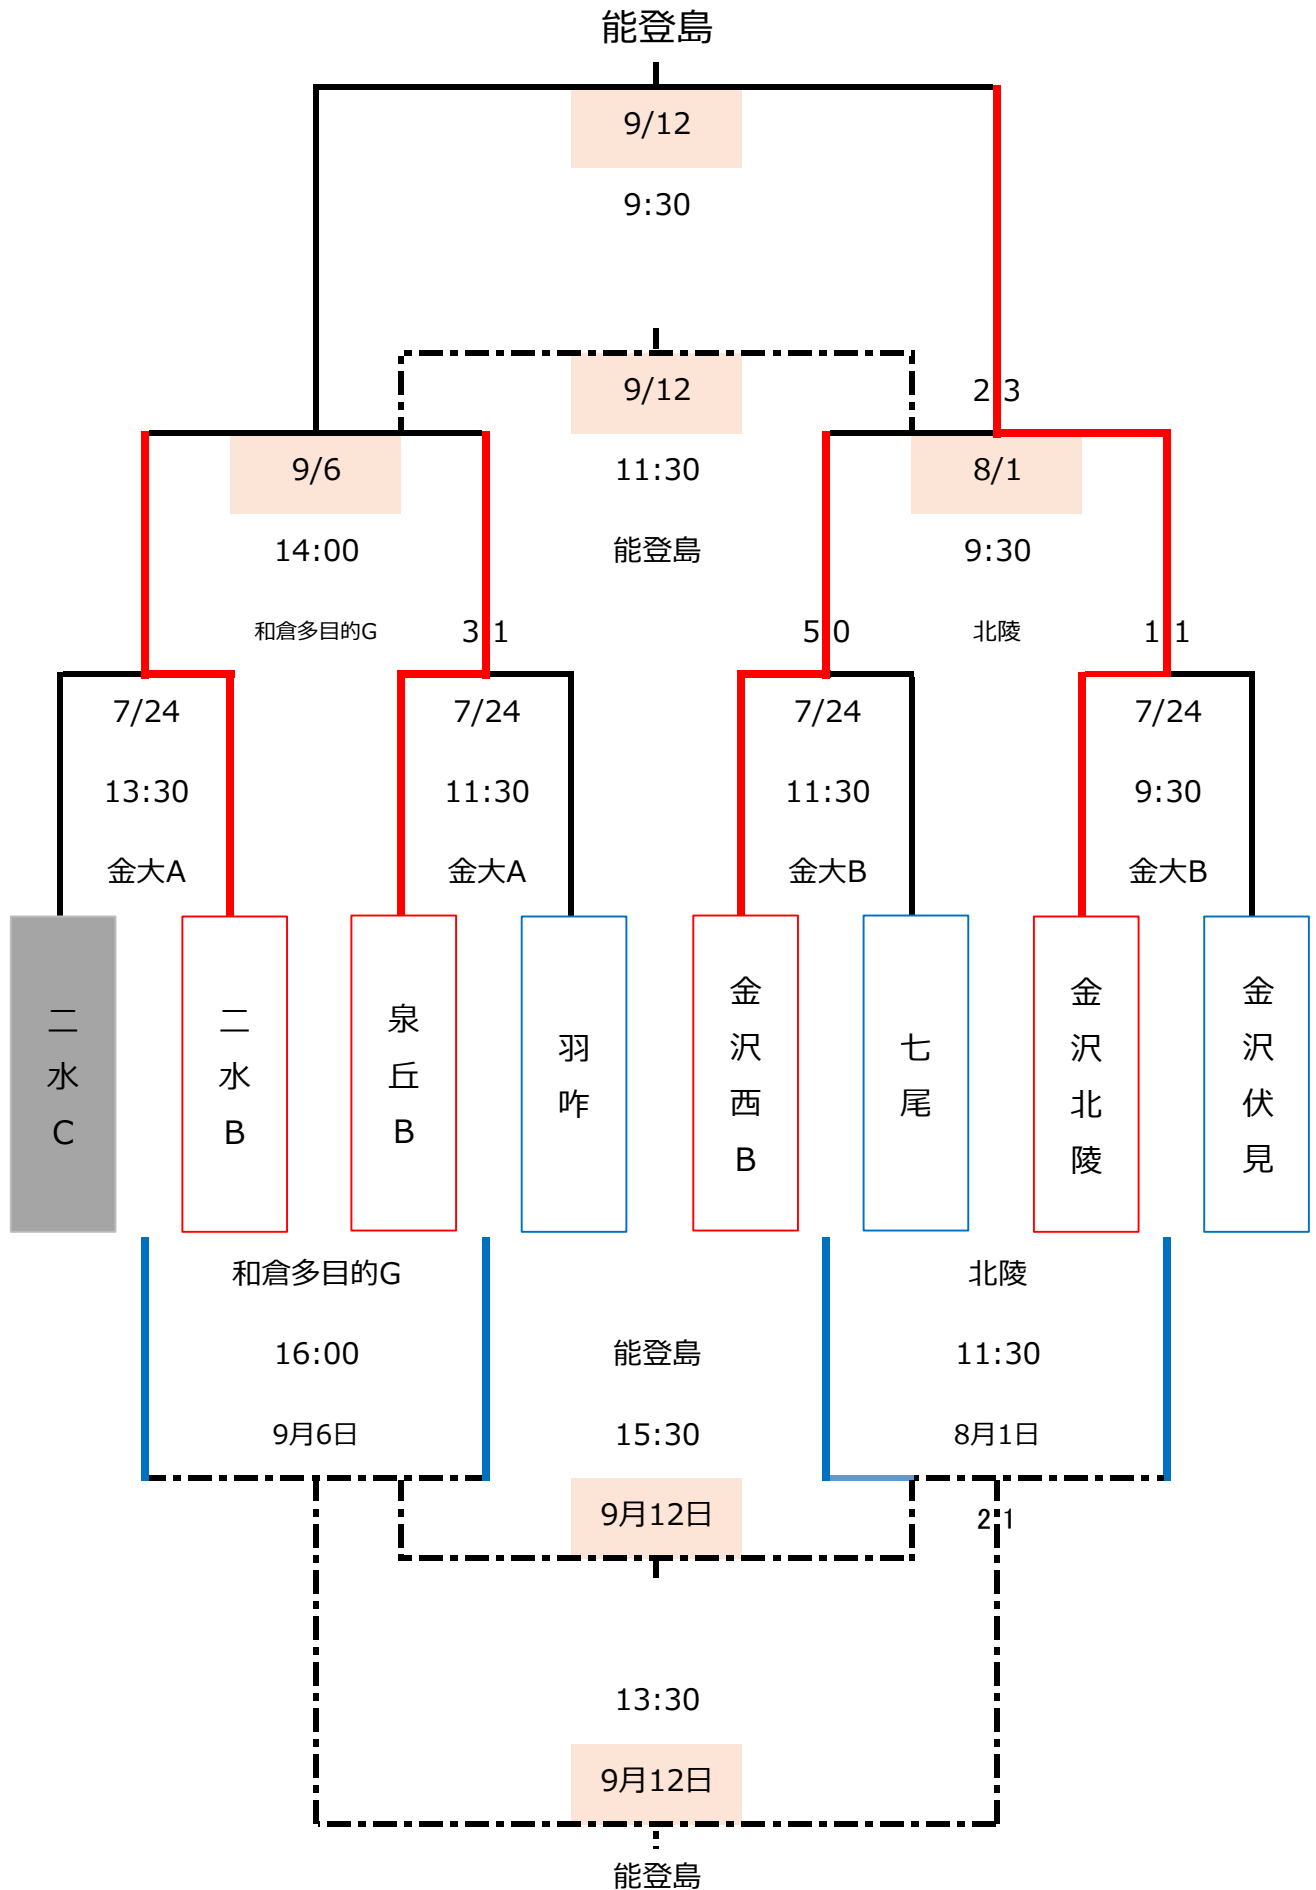 能登島
9/12
9:30
9/12
2 3
9/6
11:30
8/1
14:00
能登島
9:30
和倉多目的G
3 1
5 0
北陵
1 1
7/24
7/24
7/24
7/24
13:30
11:30
11:30
9:30
金大A
金大A
金大B
金大B
二水C
二水B
泉丘B
羽咋
金沢西B
七尾
金沢北陵
金沢伏見
和倉多目的G
北陵
16:00
能登島
11:30
9月6日
15:30
8月1日
9月12日
2 1
13:30
9月12日
能登島